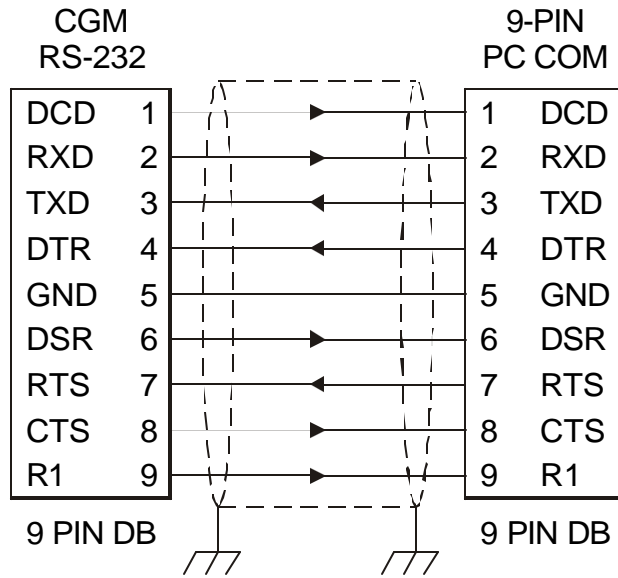 CGM
RS-232
9-PIN
PC COM
DCD 1 1 DCD
RXD 2 2 RXD
TXD 3 3 TXD
DTR 4 4 DTR
GND 5 5 GND
DSR 6 6 DSR
RTS 7 7 RTS
CTS 8 8 CTS
R1 9 9 R1
9 PIN DB 9 PIN DB